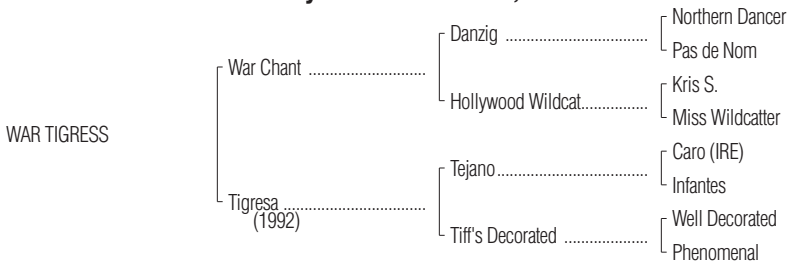 Northern Dancer
Danzig ..............................
Pas de Nom
War Chant .........................
Kris S.
Hollywood Wildcat..............
Miss Wildcatter
WAR TIGRESS
Caro (IRE)
Tejano................................
Infantes
Tigresa ..............................
(1992)
Well Decorated
Tiff's Decorated ..................
Phenomenal